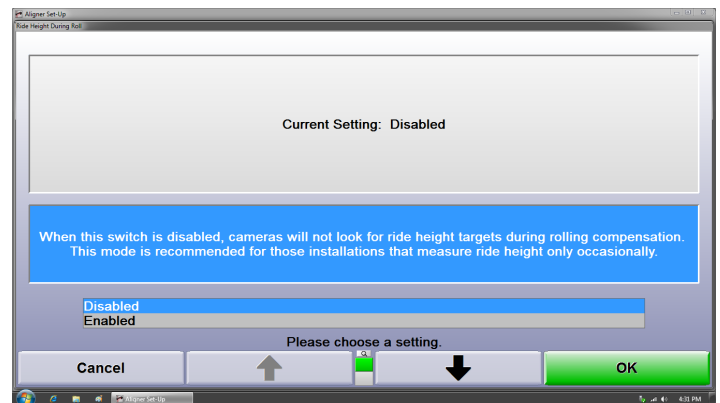 Aligner Set-Up
Ride Height During Roll
Current Setting: Disabled
When this switch is disabled, cameras will not look for ride height targets during rolling compensation.
This mode is recommended for those installations that measure ride height only occasionally.
Disabled
Enabled
Please choose a setting.
Cancel
OK
Aligner Set-Up
4:31 PM